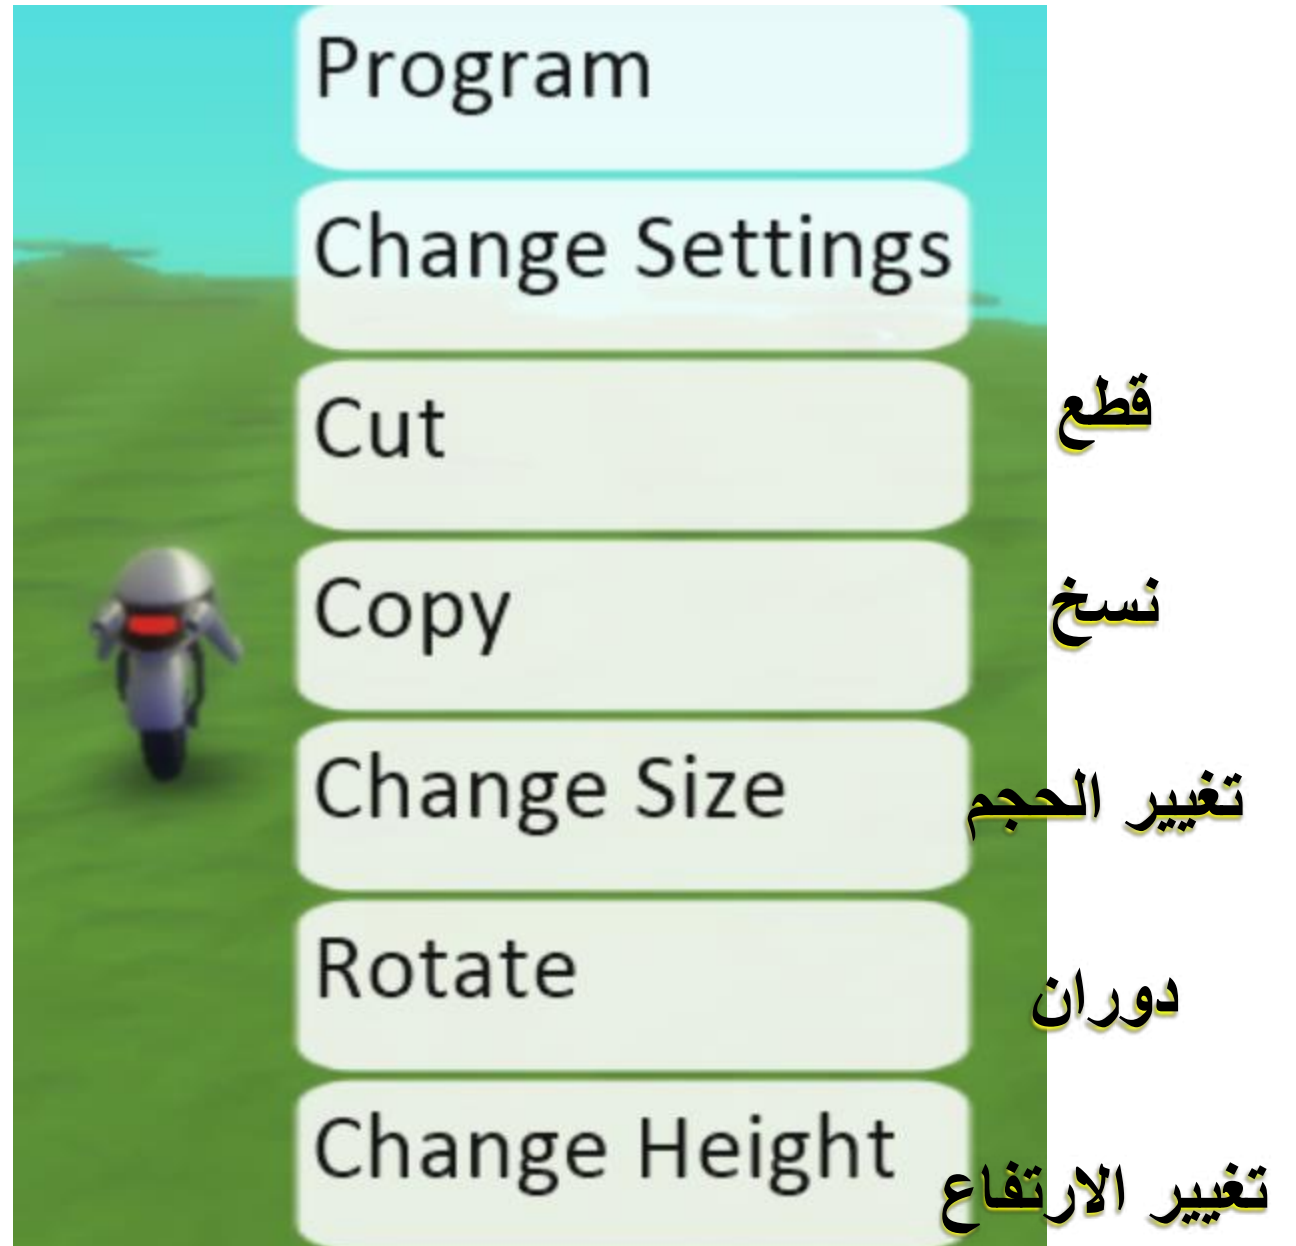 Program
Change Settings
Cut
قطع
Copy
نسخ
Change Size
تغيير الحجم
Rotate
دوران
Change Height
تغيير الارتفاع